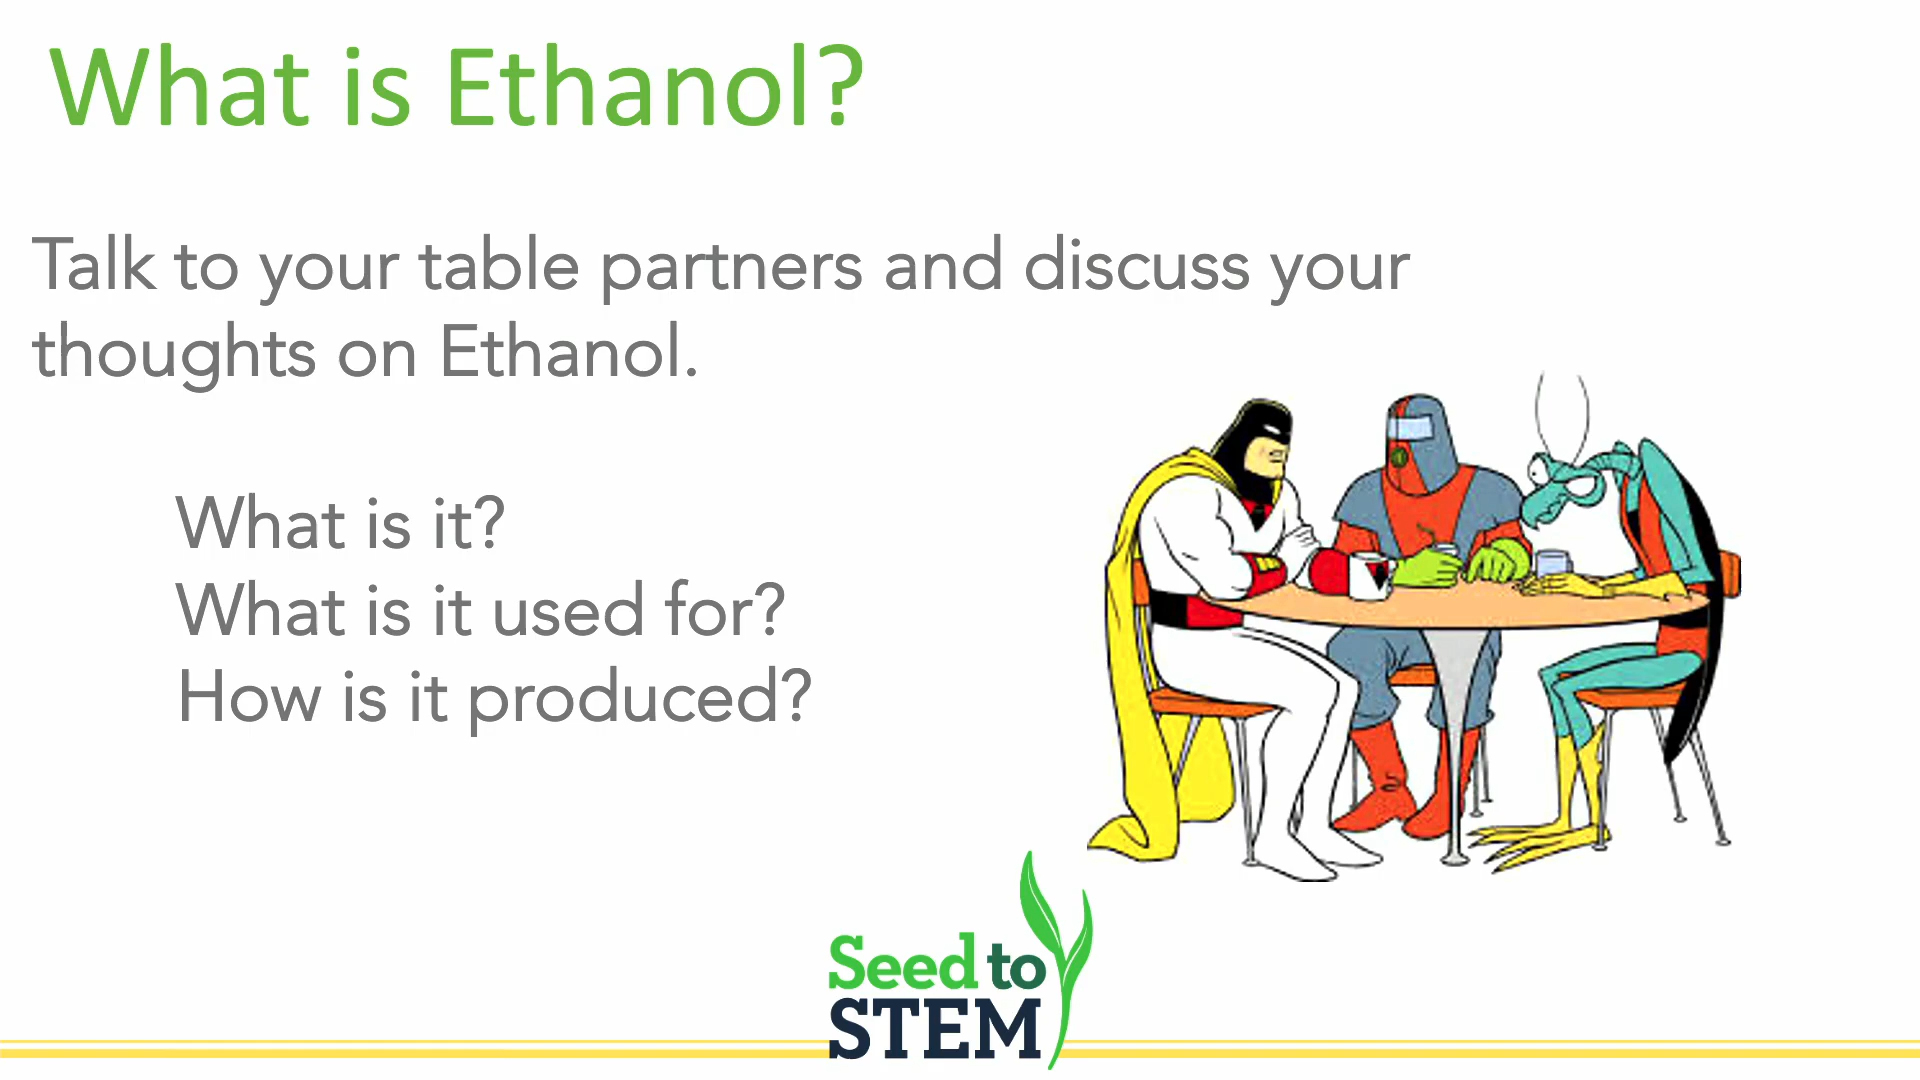 What is Ethanol?
Talk to your table partners and discuss your
thoughts on Ethanol.
What is it?
What is it used for?
How is it produced?
Seed to
STEM